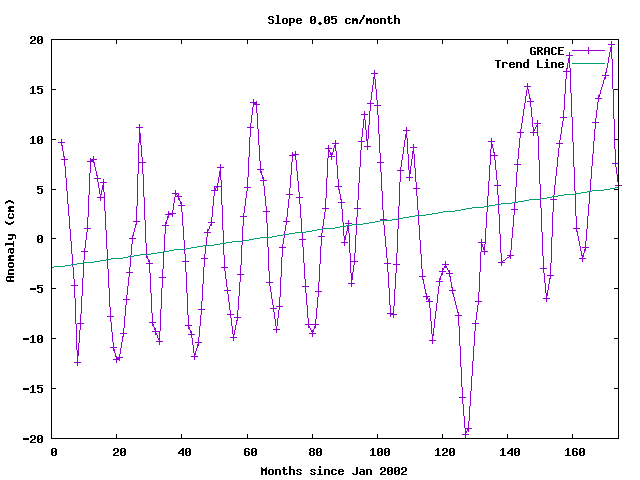 Slope 0.05 cm/month
GRACE
Trend Line
20
15
10
5
0
-5
-10
-15
-20
Anomaly (cm)
0 20 40 60 80 100 120 140 160
Months since Jan 2002